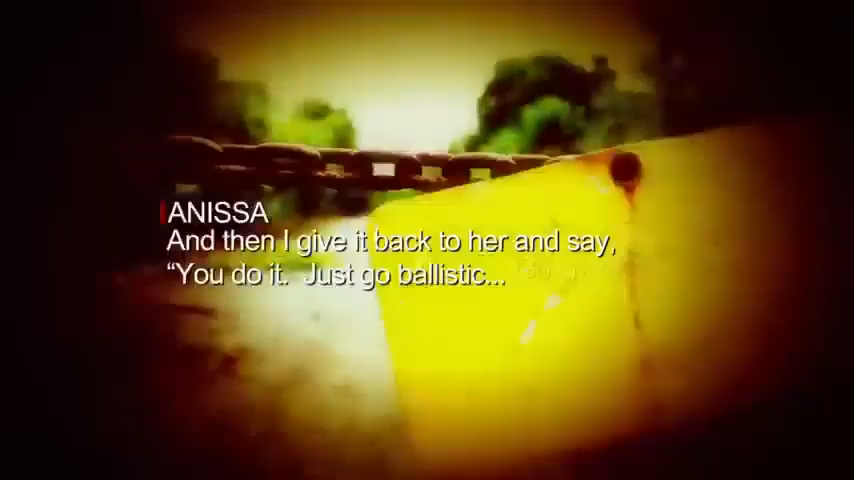 ANISSA
And then I give it back to her and say,
“You do it.  Just go ballistic...